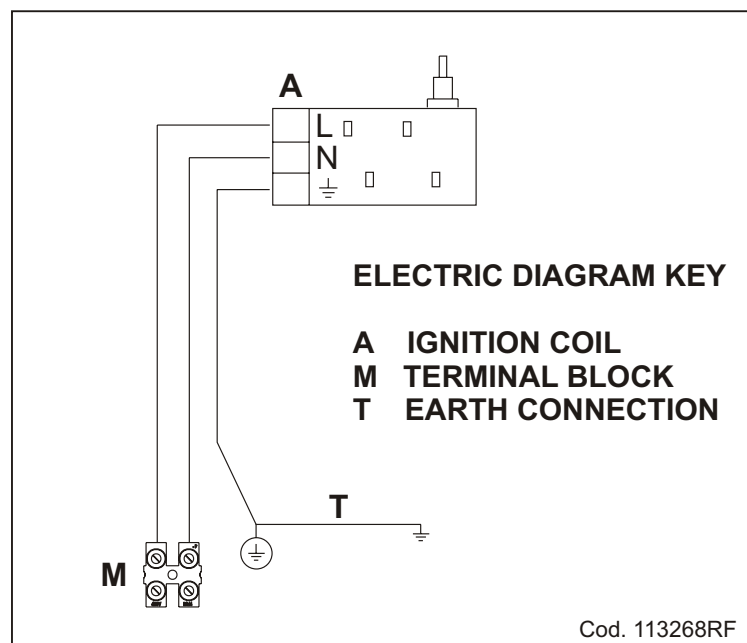 A
L
N
ELECTRIC DIAGRAM KEY
A IGNITION COIL
M TERMINAL BLOCK
T EARTH CONNECTION
T
M
Cod. 113268RF